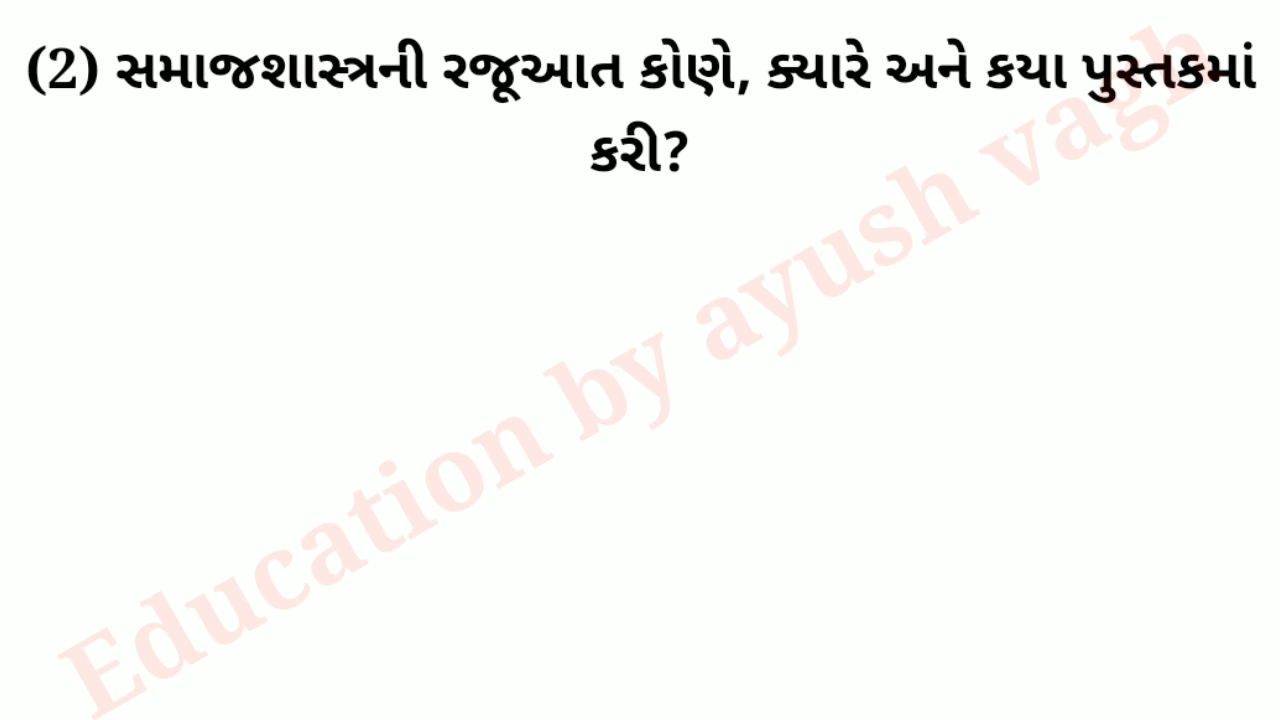 (2) સમાજશાસ્ત્રની રજૂઆત કોણે, ક્યારે અને કયા પુસ્તકમાં
કરી?
Education by ayush vagh